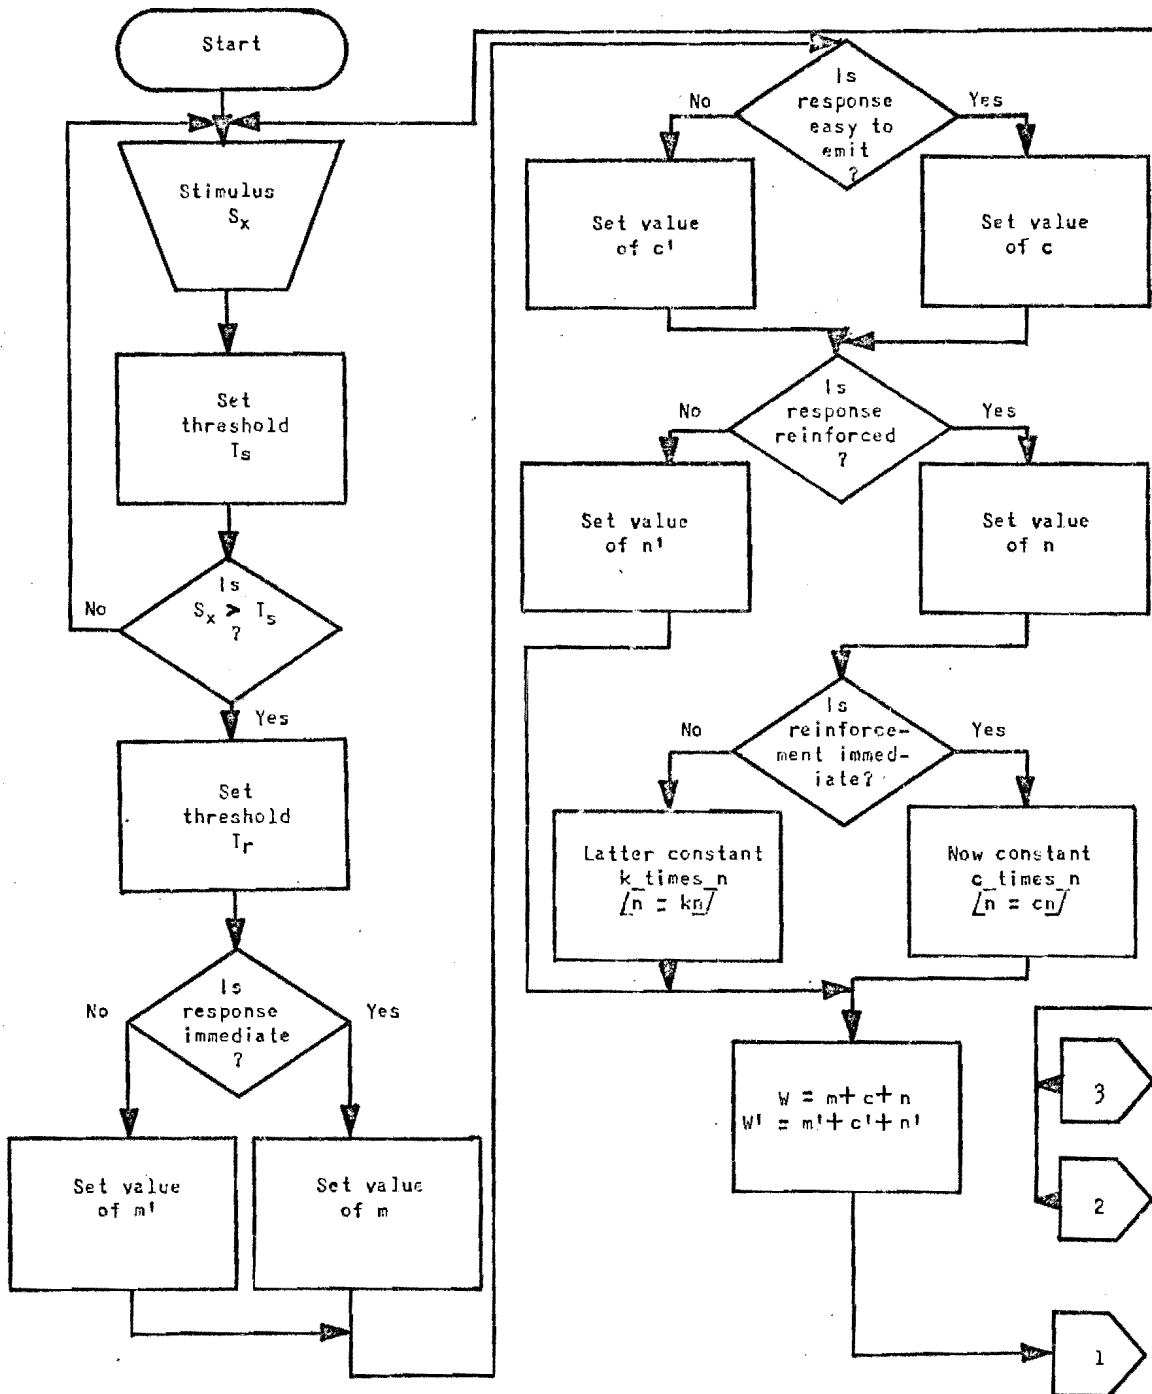 Start
Stimulus
Sx
Set
threshold
Ts
Is
Sx > Ts
?
No
Yes
Set
threshold
Tr
Is
response
immediate
?
No
Yes
Set value
of m'
Set value
of m
Is
response
easy to
emit
?
No
Yes
Set value
of c'
Set value
of c
Is
response
reinforced
?
No
Yes
Set value
of n'
Set value
of n
Is
reinforce-
ment immed-
iate?
No
Yes
Latter constant
k times n
[n = kn]
Now constant
c times n
[n = cn]
W = m+ c+ n
W' = m'+ c'+ n'
3
2
1